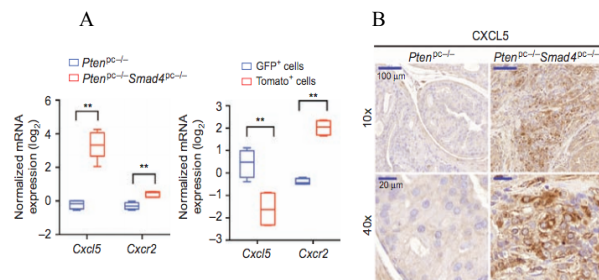 A
Pten^pc−/−
Pten^pc−/−Smad4^pc−/−
Normalized mRNA
expression (log2)
6
4
2
0
−2
**
**
Cxcl5
Cxcr2
GFP+ cells
Tomato+ cells
Normalized mRNA
expression (log2)
3
2
1
0
−1
−2
−3
**
**
Cxcl5
Cxcr2
B
CXCL5
Pten^pc−/−
Pten^pc−/−Smad4^pc−/−
10x
100 μm
40x
20 μm